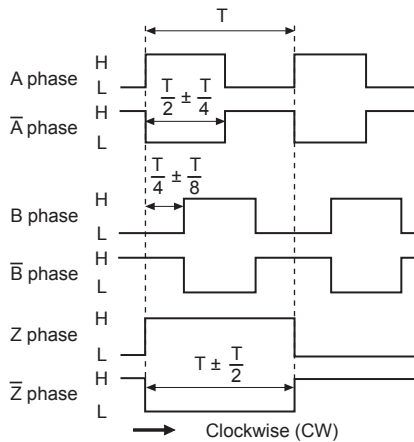 T
A phase H
L
A̅ phase H
L
T/2 ± T/4
T/4 ± T/8
B phase H
L
B̅ phase H
L
Z phase H
L
Z̅ phase H
L
T ± T/2
Clockwise (CW)